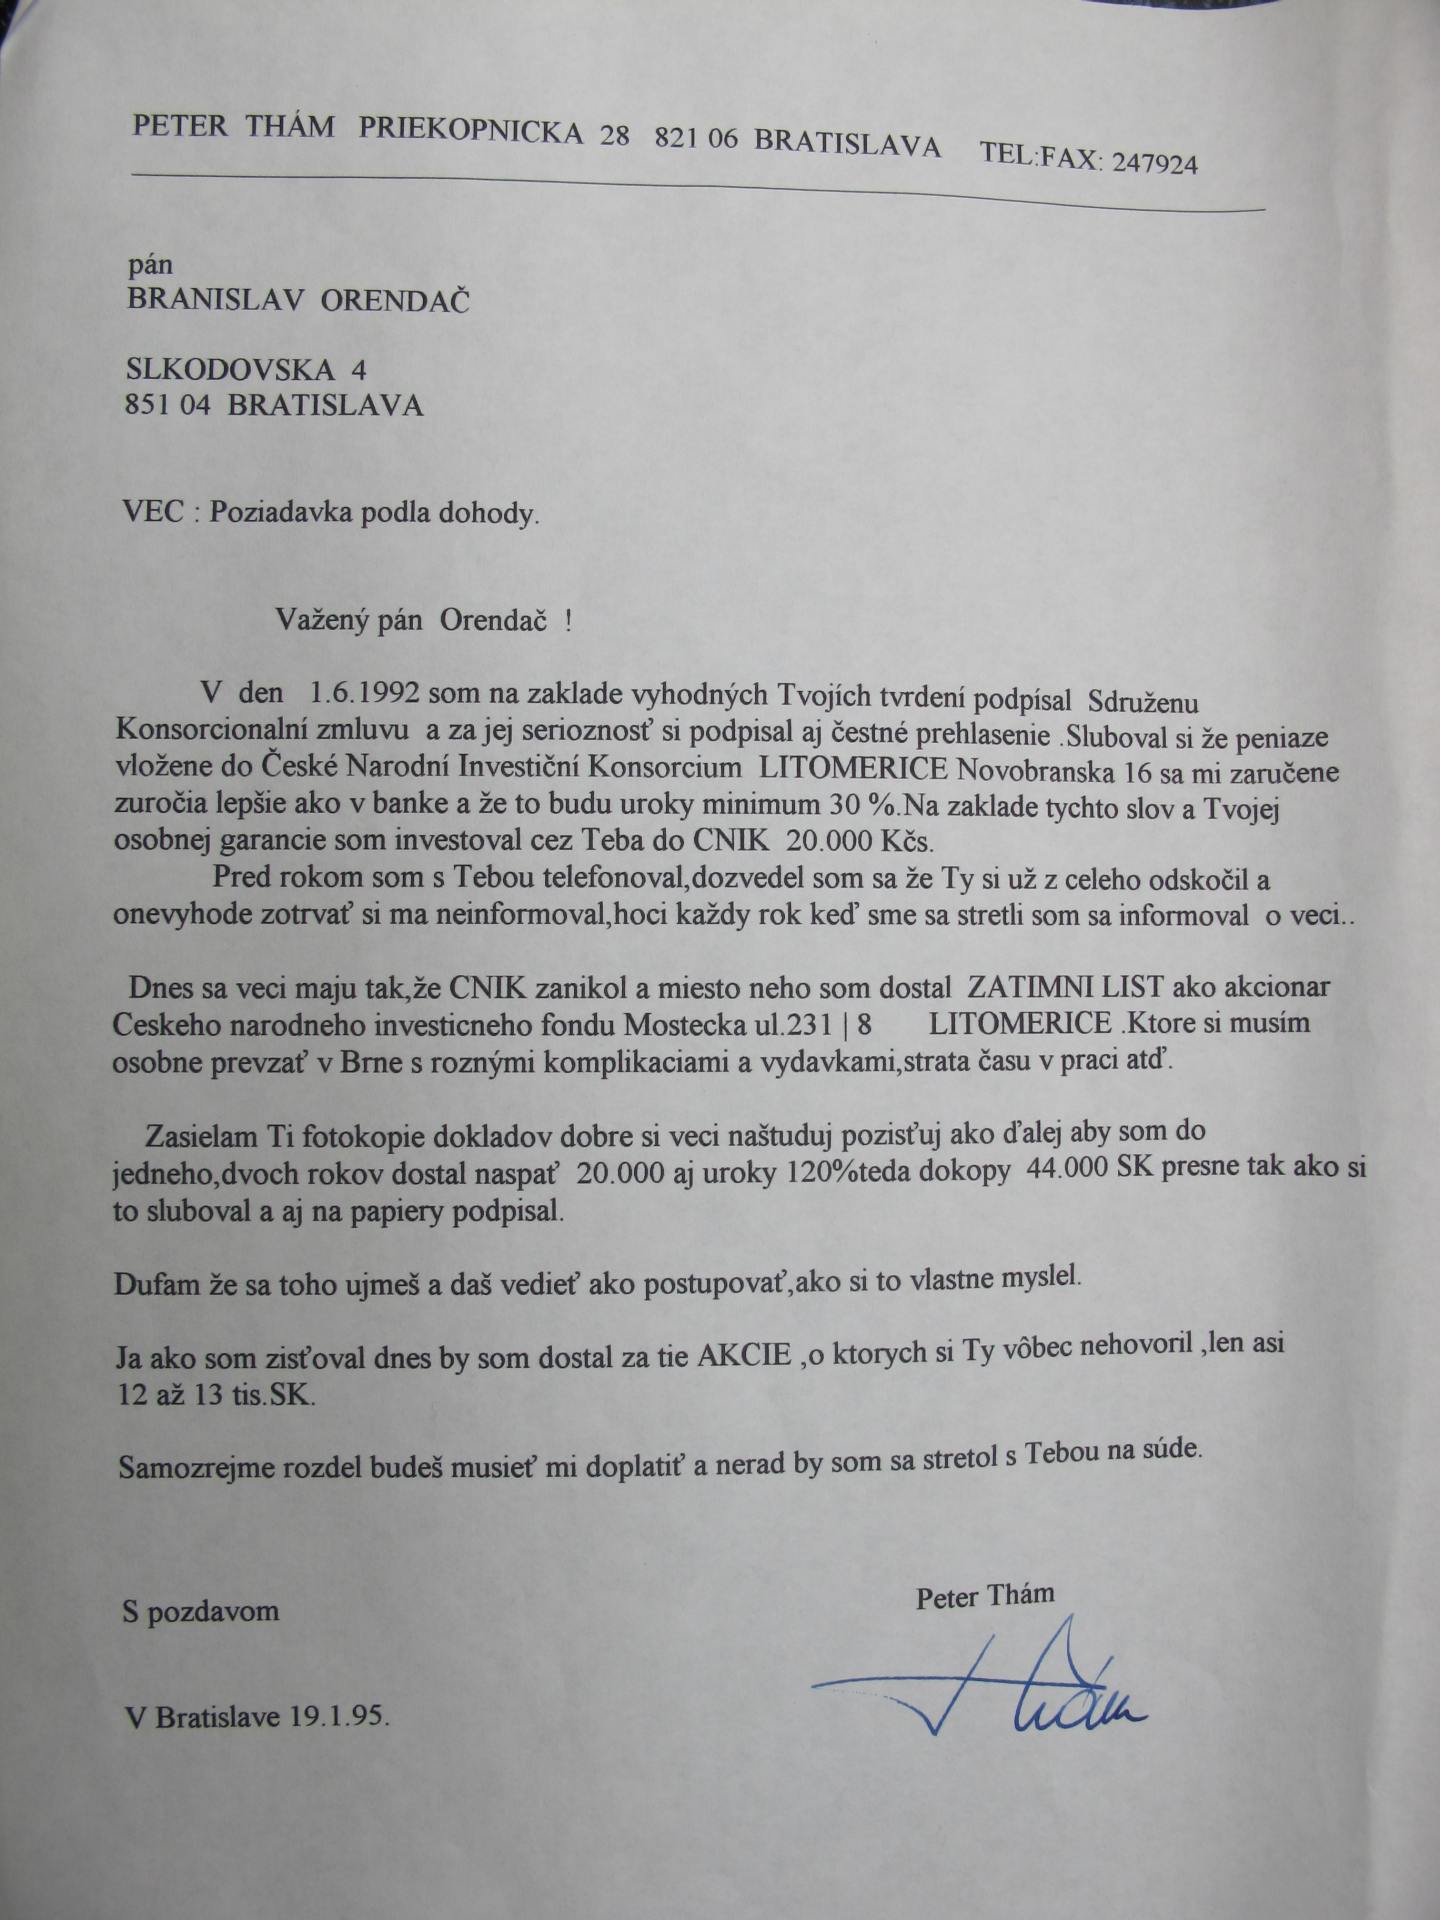 PETER THÁM PRIEKOPNICKA 28 821 06 BRATISLAVA TEL:FAX: 247924
pán
BRANISLAV ORENDAČ
SLKODOVSKA 4
851 04 BRATISLAVA
VEC : Poziadavka podla dohody.
Važený pán Orendač !
V den 1.6.1992 som na zaklade vyhodných Tvojích tvrdení podpísal Sdruženu
Konsorcionalní zmluvu a za jej serioznosť si podpisal aj čestné prehlasenie .Sluboval si že peniaze
vložene do České Narodní Investiční Konsorcium LITOMERICE Novobranska 16 sa mi zaručene
zuročia lepšie ako v banke a že to budu uroky minimum 30 %.Na zaklade tychto slov a Tvojej
osobnej garancie som investoval cez Teba do CNIK 20.000 Kčs.
Pred rokom som s Tebou telefonoval,dozvedel som sa že Ty si už z celeho odskočil a
onevyhode zotrvať si ma neinformoval,hoci každy rok keď sme sa stretli som sa informoval o veci..
Dnes sa veci maju tak,že CNIK zanikol a miesto neho som dostal ZATIMNI LIST ako akcionar
Ceskeho narodneho investicneho fondu Mostecka ul.231 | 8 LITOMERICE .Ktore si musím
osobne prevzať v Brne s roznými komplikaciami a vydavkami,strata času v praci atď.
Zasielam Ti fotokopie dokladov dobre si veci naštuduj pozisťuj ako ďalej aby som do
jedneho,dvoch rokov dostal naspať 20.000 aj uroky 120%teda dokopy 44.000 SK presne tak ako si
to sluboval a aj na papiery podpisal.
Dufam že sa toho ujmeš a daš vedieť ako postupovať,ako si to vlastne myslel.
Ja ako som zisťoval dnes by som dostal za tie AKCIE ,o ktorych si Ty vôbec nehovoril ,len asi
12 až 13 tis.SK.
Samozrejme rozdel budeš musieť mi doplatiť a nerad by som sa stretol s Tebou na súde.
Peter Thám
S pozdavom
Thám
V Bratislave 19.1.95.